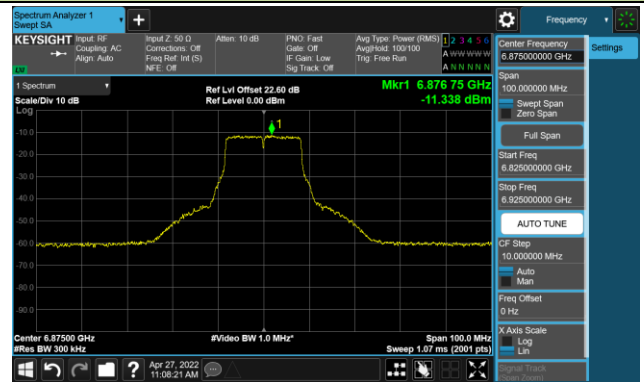 Spectrum Analyzer 1
Swept SA
+
Frequency
KEYSIGHT
Input: RF
Coupling: AC
Align: Auto
Input Z: 50 Ω
Corrections: Off
Freq Ref: Int (S)
NFE: Off
Atten: 10 dB
PNO: Fast
Gate: Off
IF Gain: Low
Sig Track: Off
Avg Type: Power (RMS)
Avg|Hold: 100/100
Trig: Free Run
1 2 3 4 5 6
A W W W W W
A N N N N N
1 Spectrum
Scale/Div 10 dB
Log
Ref Lvl Offset 22.60 dB
Ref Level 0.00 dBm
Mkr1 6.876 75 GHz
-11.338 dBm
1
-10.0
-20.0
-30.0
-40.0
-50.0
-60.0
-70.0
-80.0
-90.0
Center 6.87500 GHz
#Res BW 300 kHz
#Video BW 1.0 MHz*
Span 100.0 MHz
Sweep 1.07 ms (2001 pts)
Apr 27, 2022
11:08:21 AM
Center Frequency
6.875000000 GHz
Settings
Span
100.000000 MHz
Swept Span
Zero Span
Full Span
Start Freq
6.825000000 GHz
Stop Freq
6.925000000 GHz
AUTO TUNE
CF Step
10.000000 MHz
Auto
Man
Freq Offset
0 Hz
X Axis Scale
Log
Lin
Signal Track
(Span Zoom)